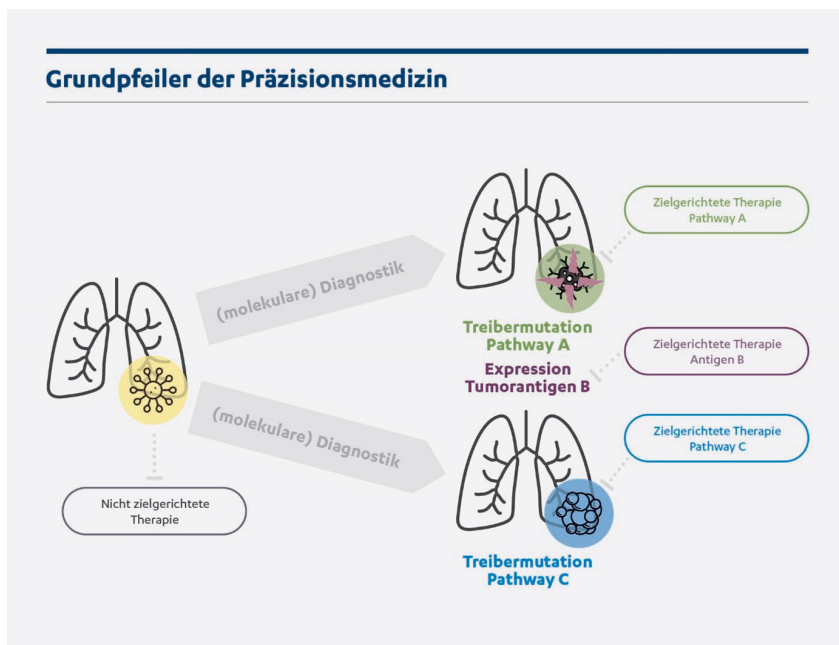 Grundpfeiler der Präzisionsmedizin
(molekulare) Diagnostik
(molekulare) Diagnostik
Nicht zielgerichtete
Therapie
Treibermutation
Pathway A
Expression
Tumorantigen B
Treibermutation
Pathway C
Zielgerichtete Therapie
Pathway A
Zielgerichtete Therapie
Antigen B
Zielgerichtete Therapie
Pathway C